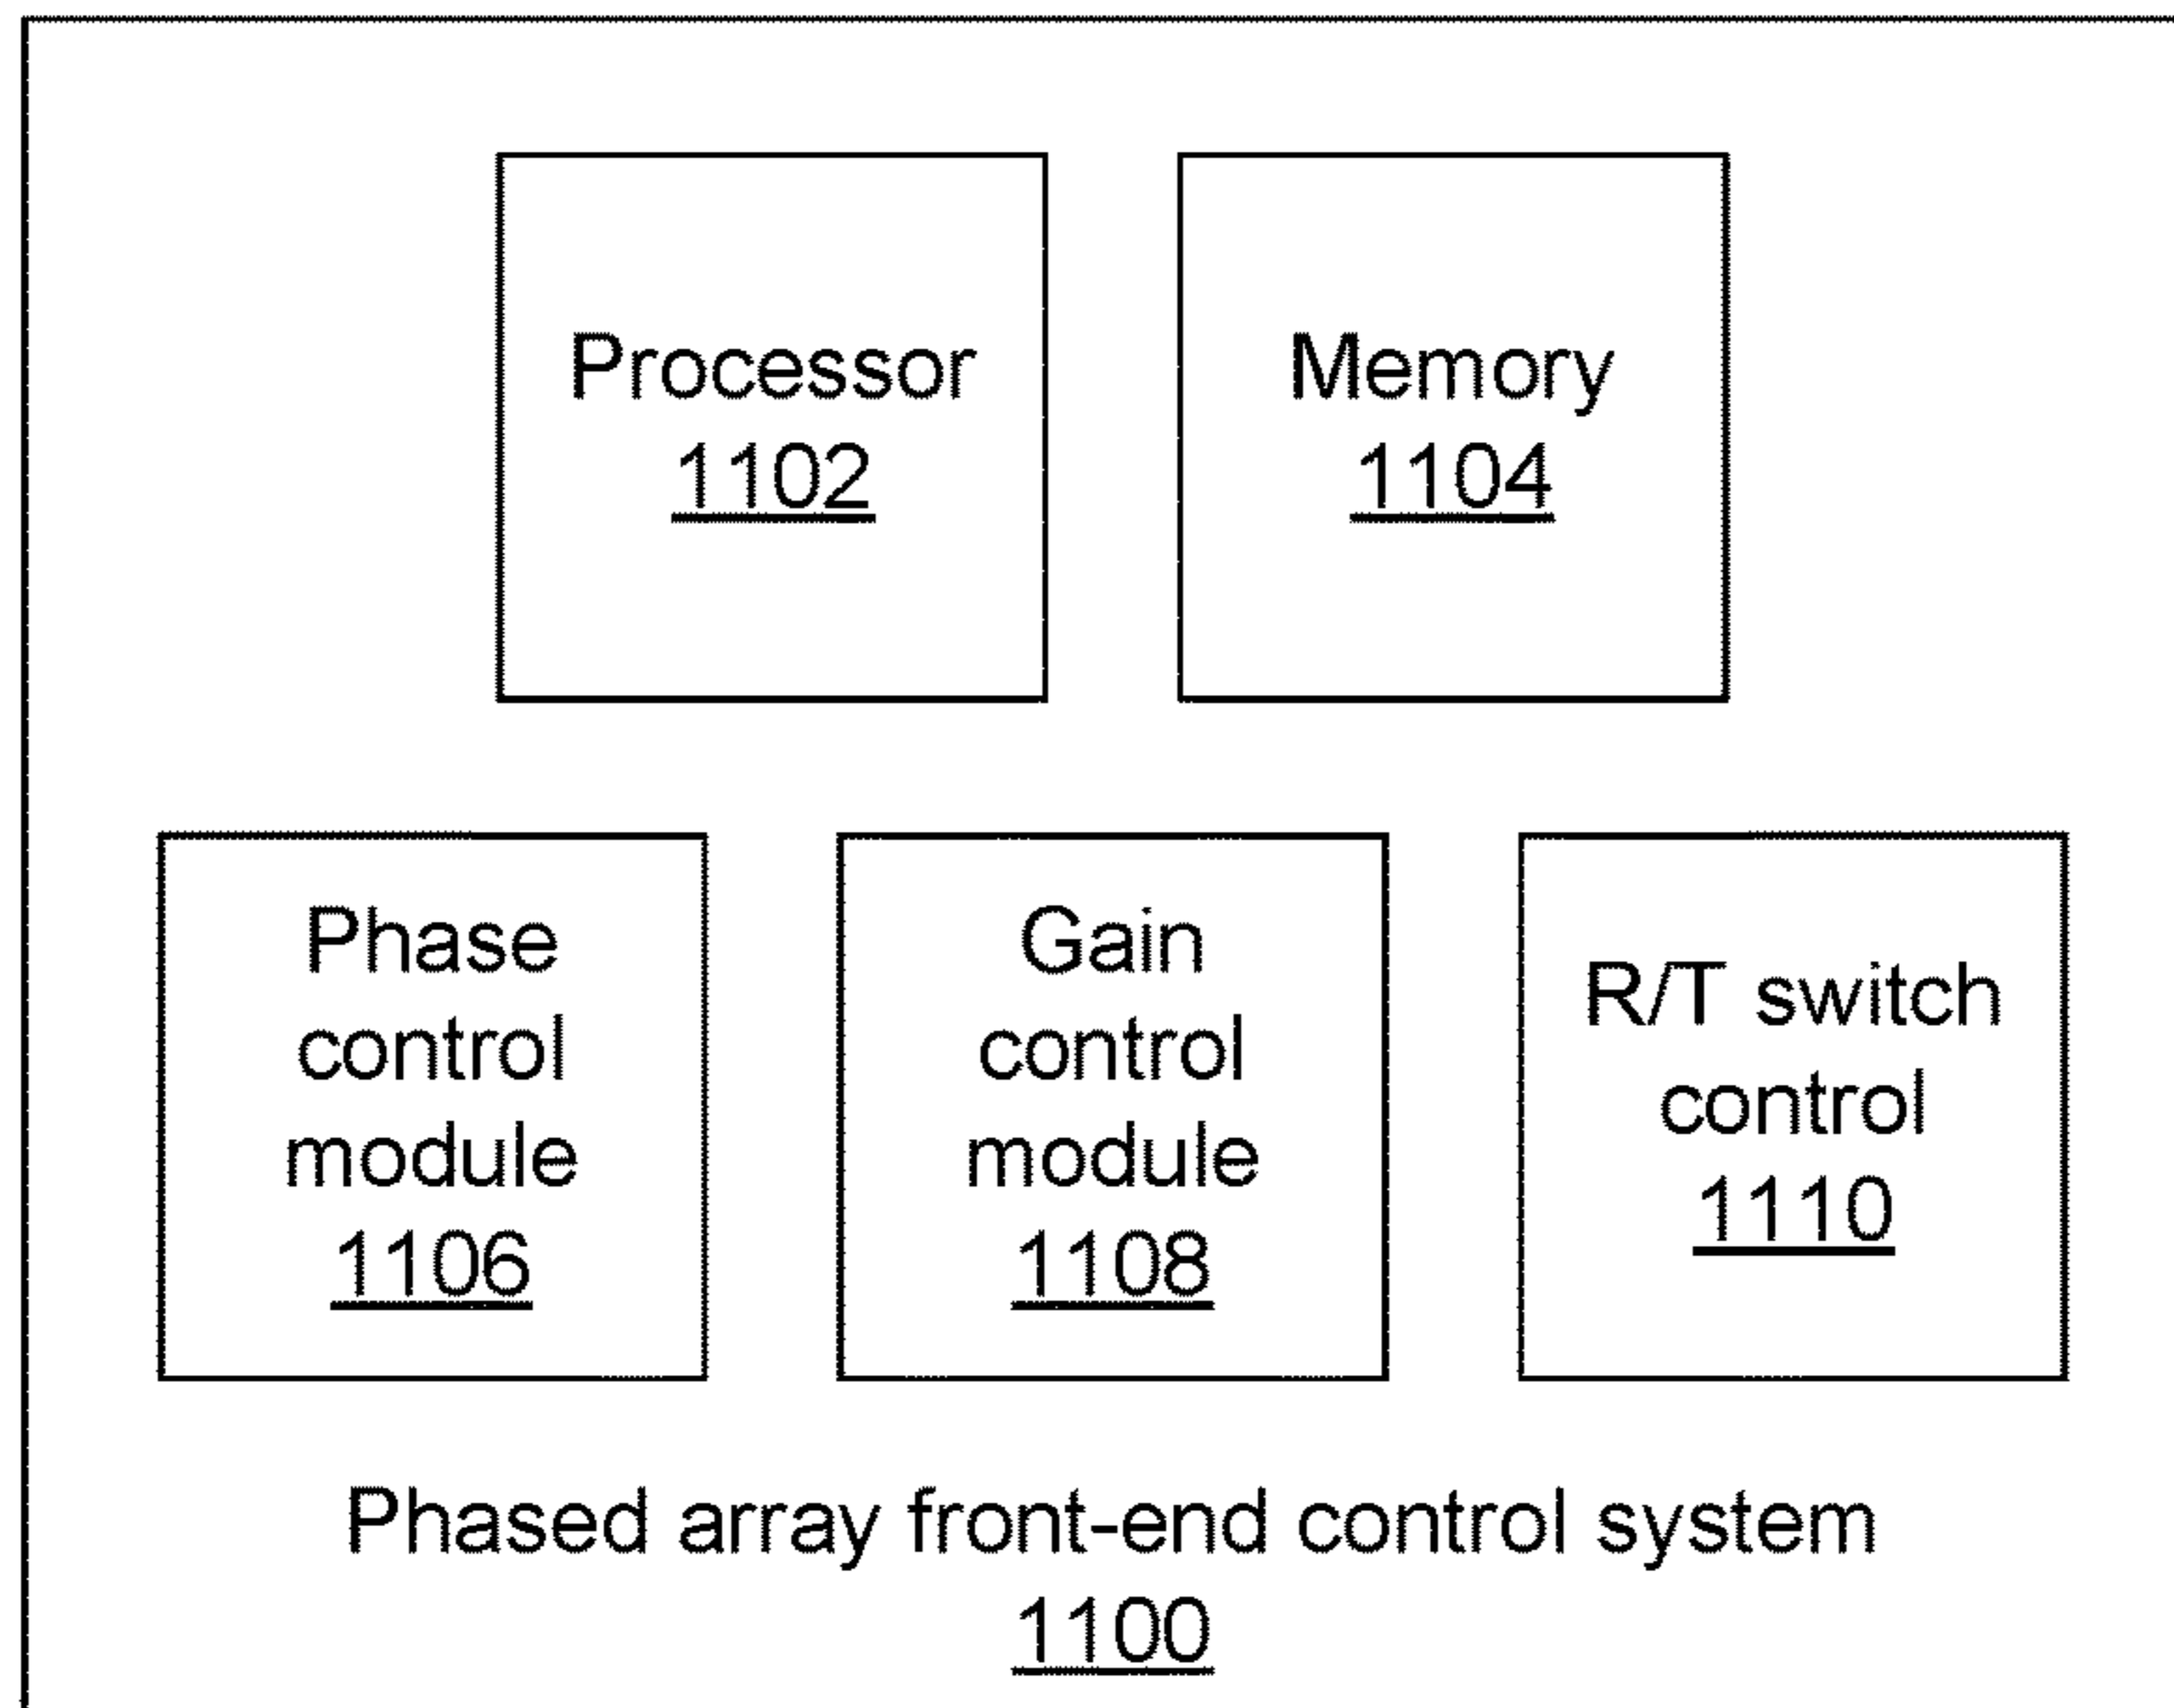 Processor
1102
Memory
1104
Phase
control
module
1106
Gain
control
module
1108
R/T switch
control
1110
Phased array front-end control system
1100